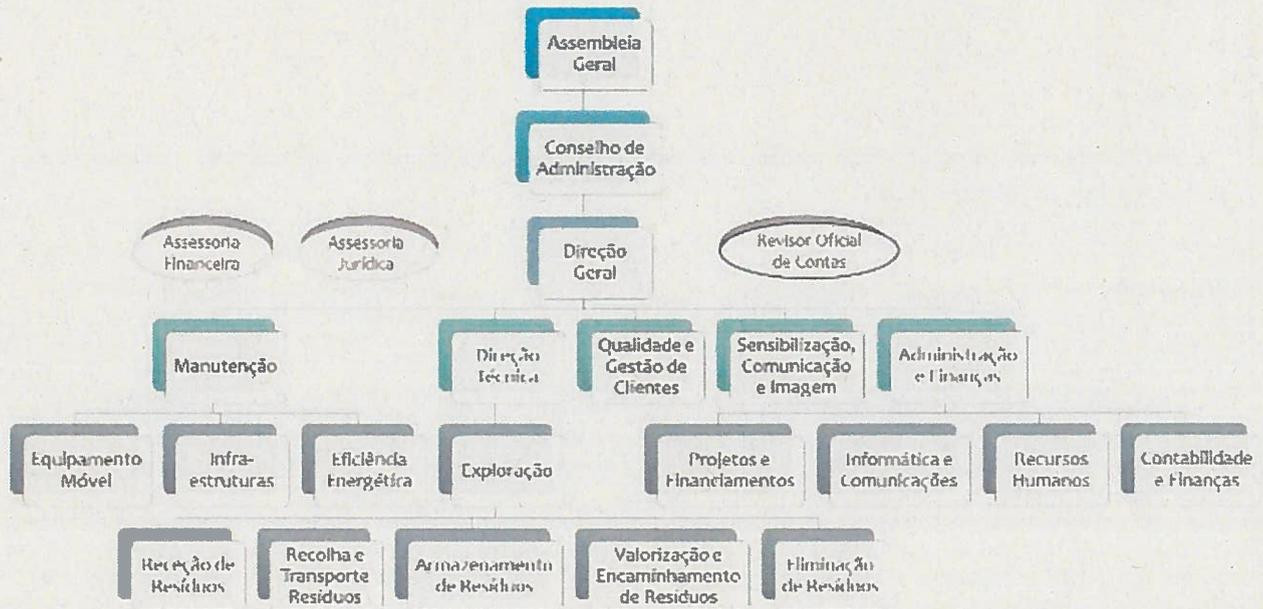 Assembleia
Geral
Conselho de
Administração
Assessoria
Financeira
Assessoria
Jurídica
Direção
Geral
Revisor Oficial
de Contas
Manutenção
Direção
Técnica
Qualidade e
Gestão de
Clientes
Sensibilização,
Comunicação
e Imagem
Administração
e Finanças
Equipamento
Móvel
Infra-
estruturas
Eficiência
Energética
Exploração
Projetos e
Financiamentos
Informática e
Comunicações
Recursos
Humanos
Contabilidade
e Finanças
Receção de
Resíduos
Recolha e
Transporte
Resíduos
Armazenamento
de Resíduos
Valorização e
Encaminhamento
de Resíduos
Eliminação
de Resíduos